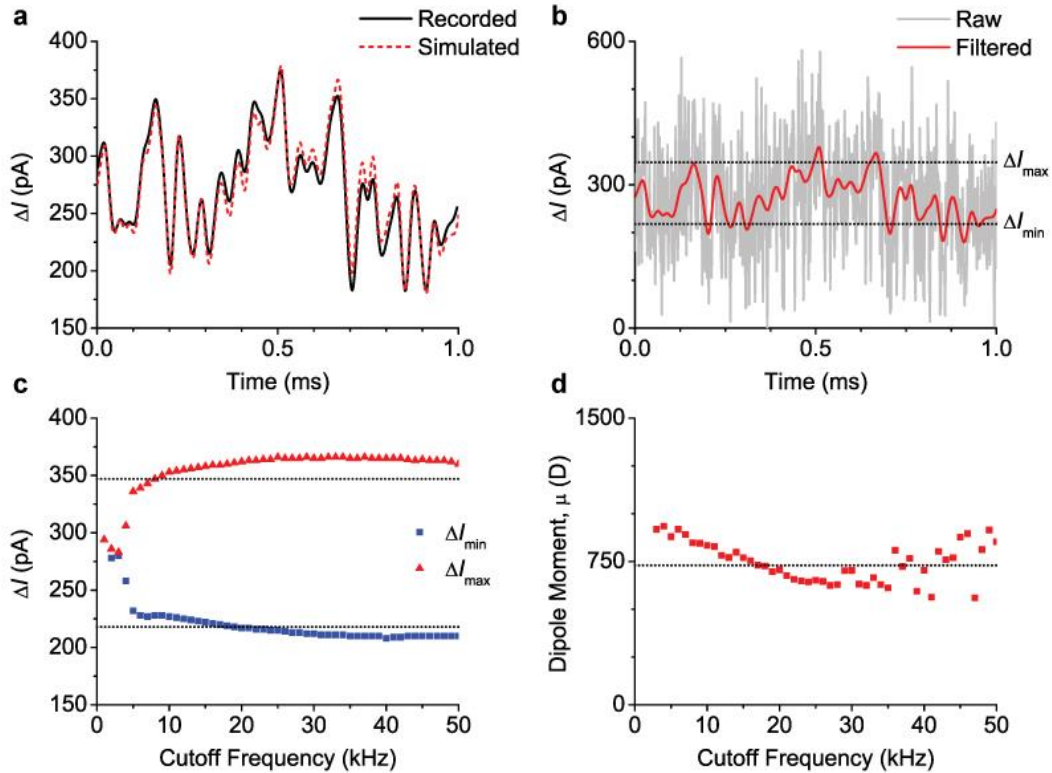 a
Recorded
Simulated
400
350
300
250
200
150
ΔI (pA)
0.0
0.5
1.0
Time (ms)
b
Raw
Filtered
600
300
0
ΔI (pA)
ΔImax
ΔImin
0.0
0.5
1.0
Time (ms)
c
400
350
300
250
200
150
ΔI (pA)
ΔImin
ΔImax
0
10
20
30
40
50
Cutoff Frequency (kHz)
d
1500
750
0
Dipole Moment, μ (D)
0
10
20
30
40
50
Cutoff Frequency (kHz)